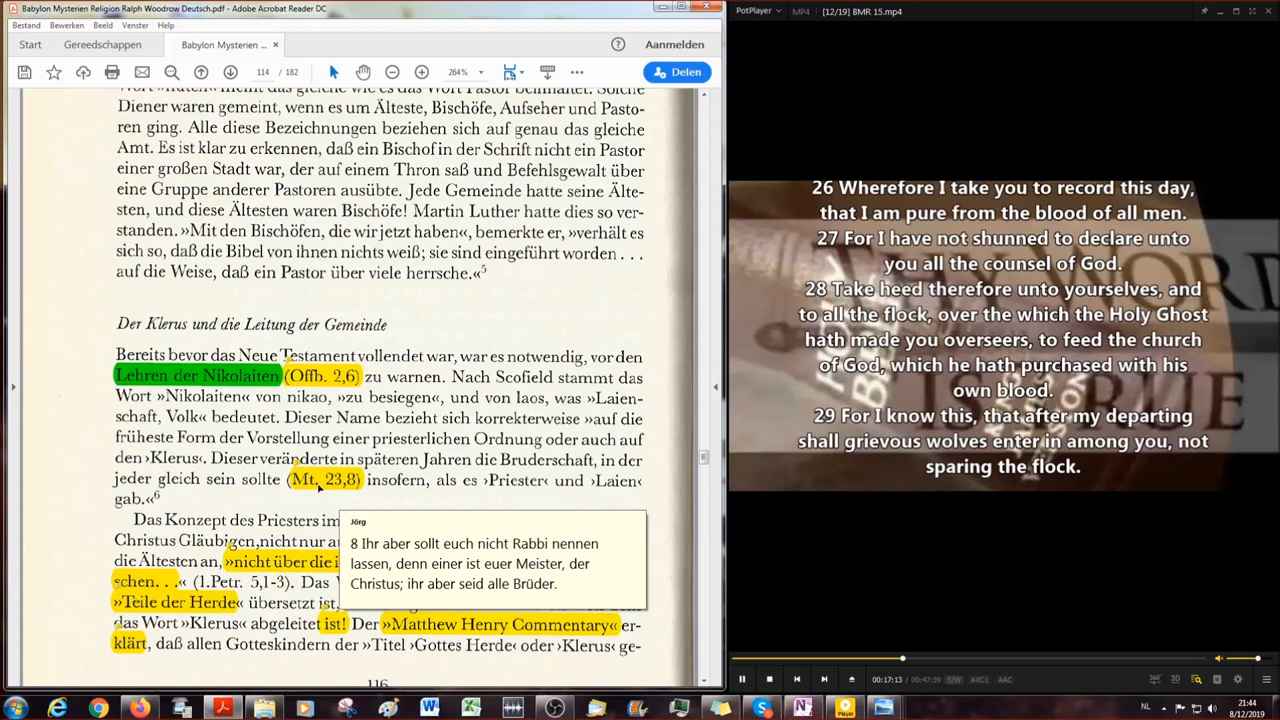 Babylon Mysterien Religion Ralph Woodrow Deutsch.pdf - Adobe Acrobat Reader DC
Bestand Bewerken Beeld Venster Help
Start Gereedschappen Babylon Mysterien ... × Aanmelden
114 / 182 264% Delen
Wort »hüten« meint das gleiche wie es das Wort Pastor beinhaltet. Solche
Diener waren gemeint, wenn es um Älteste, Bischöfe, Aufseher und Pasto-
ren ging. Alle diese Bezeichnungen beziehen sich auf genau das gleiche
Amt. Es ist klar zu erkennen, daß ein Bischof in der Schrift nicht ein Pastor
einer großen Stadt war, der auf einem Thron saß und Befehlsgewalt über
eine Gruppe anderer Pastoren ausübte. Jede Gemeinde hatte seine Älte-
sten, und diese Ältesten waren Bischöfe! Martin Luther hatte dies so ver-
standen. »Mit den Bischöfen, die wir jetzt haben«, bemerkte er, »verhält es
sich so, daß die Bibel von ihnen nichts weiß; sie sind eingeführt worden . . .
auf die Weise, daß ein Pastor über viele herrsche.«5
Der Klerus und die Leitung der Gemeinde
Bereits bevor das Neue Testament vollendet war, war es notwendig, vor den
Lehren der Nikolaiten (Offb. 2,6) zu warnen. Nach Scofield stammt das
Wort »Nikolaiten« von nikao, »zu besiegen«, und von laos, was »Laien-
schaft, Volk« bedeutet. Dieser Name bezieht sich korrekterweise »auf die
früheste Form der Vorstellung einer priesterlichen Ordnung oder auch auf
den ›Klerus‹. Dieser veränderte in späteren Jahren die Bruderschaft, in der
jeder gleich sein sollte (Mt. 23,8) insofern, als es ›Priester‹ und ›Laien‹
gab.«6
Das Konzept des Priesters im
Christus Gläubigen, nicht nur
die Ältesten an, »nicht über die
schen. . .« (1.Petr. 5,1-3). Das
»Teile der Herde« übersetzt ist,
das Wort »Klerus« abgeleitet ist! Der »Matthew Henry Commentary« er-
klärt, daß allen Gotteskindern der »Titel ›Gottes Herde‹ oder ›Klerus‹ ge-
116
Jörg
8 Ihr aber sollt euch nicht Rabbi nennen
lassen, denn einer ist euer Meister, der
Christus; ihr aber seid alle Brüder.
PotPlayer MP4 [12/19] BMR 15.mp4
26 Wherefore I take you to record this day,
that I am pure from the blood of all men.
27 For I have not shunned to declare unto
you all the counsel of God.
28 Take heed therefore unto yourselves, and
to all the flock, over the which the Holy Ghost
hath made you overseers, to feed the church
of God, which he hath purchased with his
own blood.
29 For I know this, that after my departing
shall grievous wolves enter in among you, not
sparing the flock.
HOLY BIBLE
WORD
TRUE
00:17:13 / 00:47:59 S/W AVC1 AAC
360° 3D
NL 21:44
8/12/2019